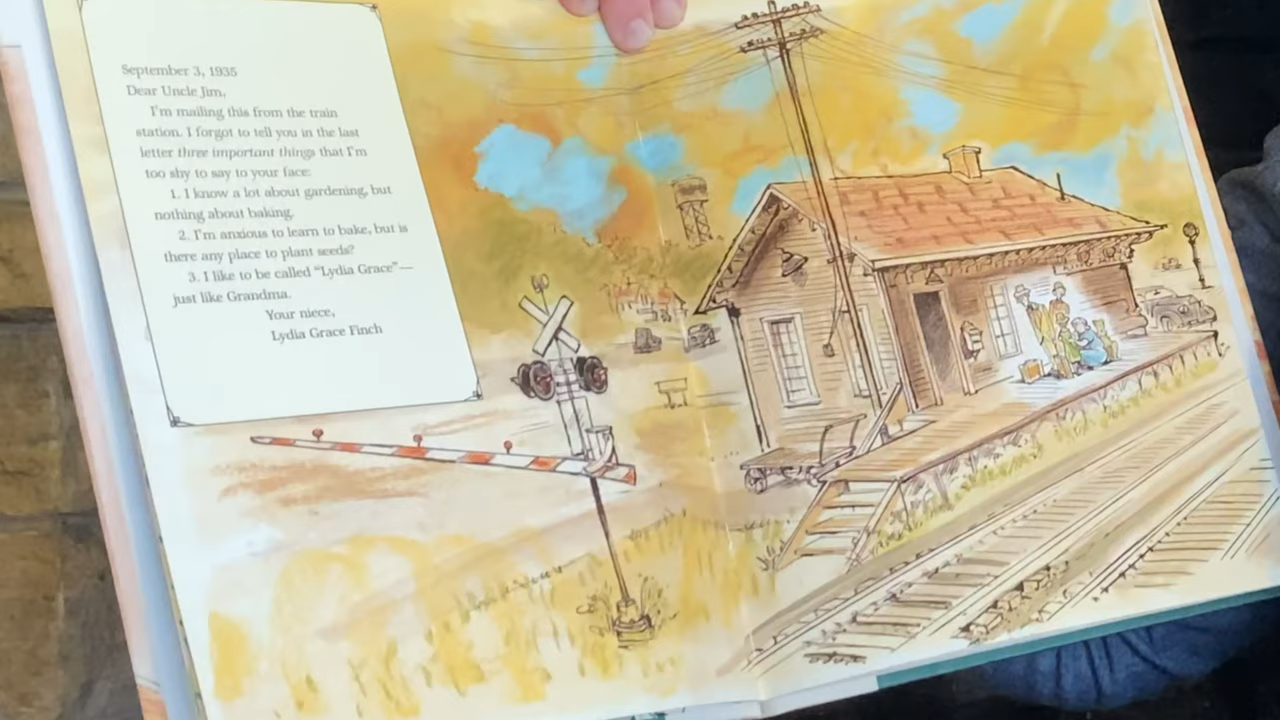 September 3, 1935
Dear Uncle Jim,
I'm mailing this from the train
station. I forgot to tell you in the last
letter three important things that I'm
too shy to say to your face:
1. I know a lot about gardening, but
nothing about baking.
2. I'm anxious to learn to bake, but is
there any place to plant seeds?
3. I like to be called "Lydia Grace"—
just like Grandma.
Your niece,
Lydia Grace Finch